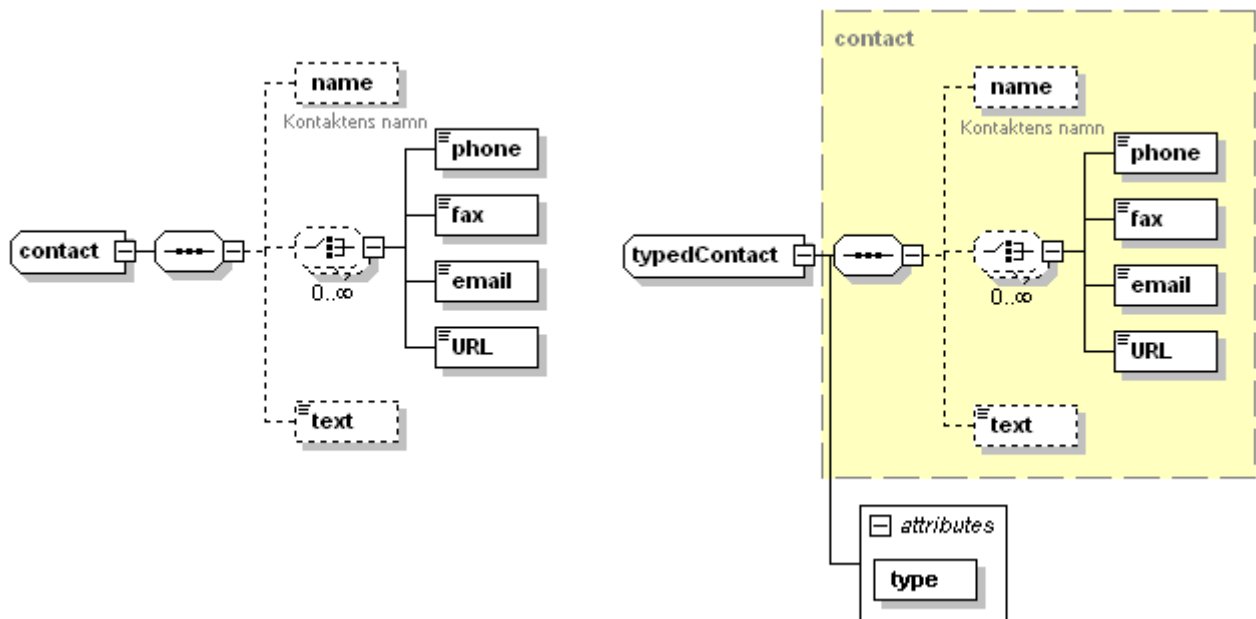 name
Kontaktens namn
phone
fax
contact
0..∞
email
URL
text
contact
name
Kontaktens namn
phone
fax
typedContact
0..∞
email
URL
text
attributes
type